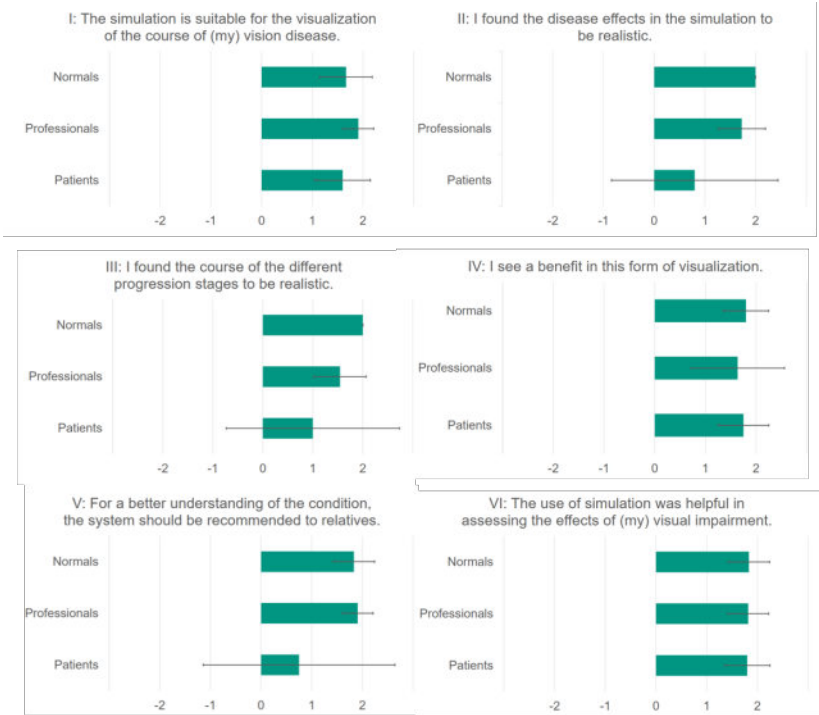 I: The simulation is suitable for the visualization
of the course of (my) vision disease.
Normals
Professionals
Patients
-2 -1 0 1 2
II: I found the disease effects in the simulation to
be realistic.
Normals
Professionals
Patients
-2 -1 0 1 2
III: I found the course of the different
progression stages to be realistic.
Normals
Professionals
Patients
-2 -1 0 1 2
IV: I see a benefit in this form of visualization.
Normals
Professionals
Patients
-2 -1 0 1 2
V: For a better understanding of the condition,
the system should be recommended to relatives.
Normals
Professionals
Patients
-2 -1 0 1 2
VI: The use of simulation was helpful in
assessing the effects of (my) visual impairment.
Normals
Professionals
Patients
-2 -1 0 1 2